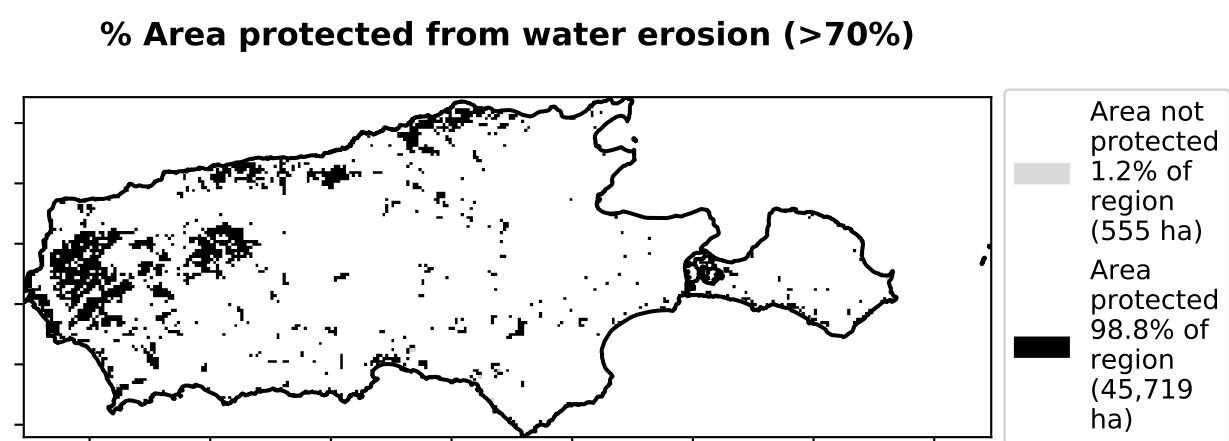 % Area protected from water erosion (>70%)
Area not
protected
1.2% of
region
(555 ha)
Area
protected
98.8% of
region
(45,719
ha)